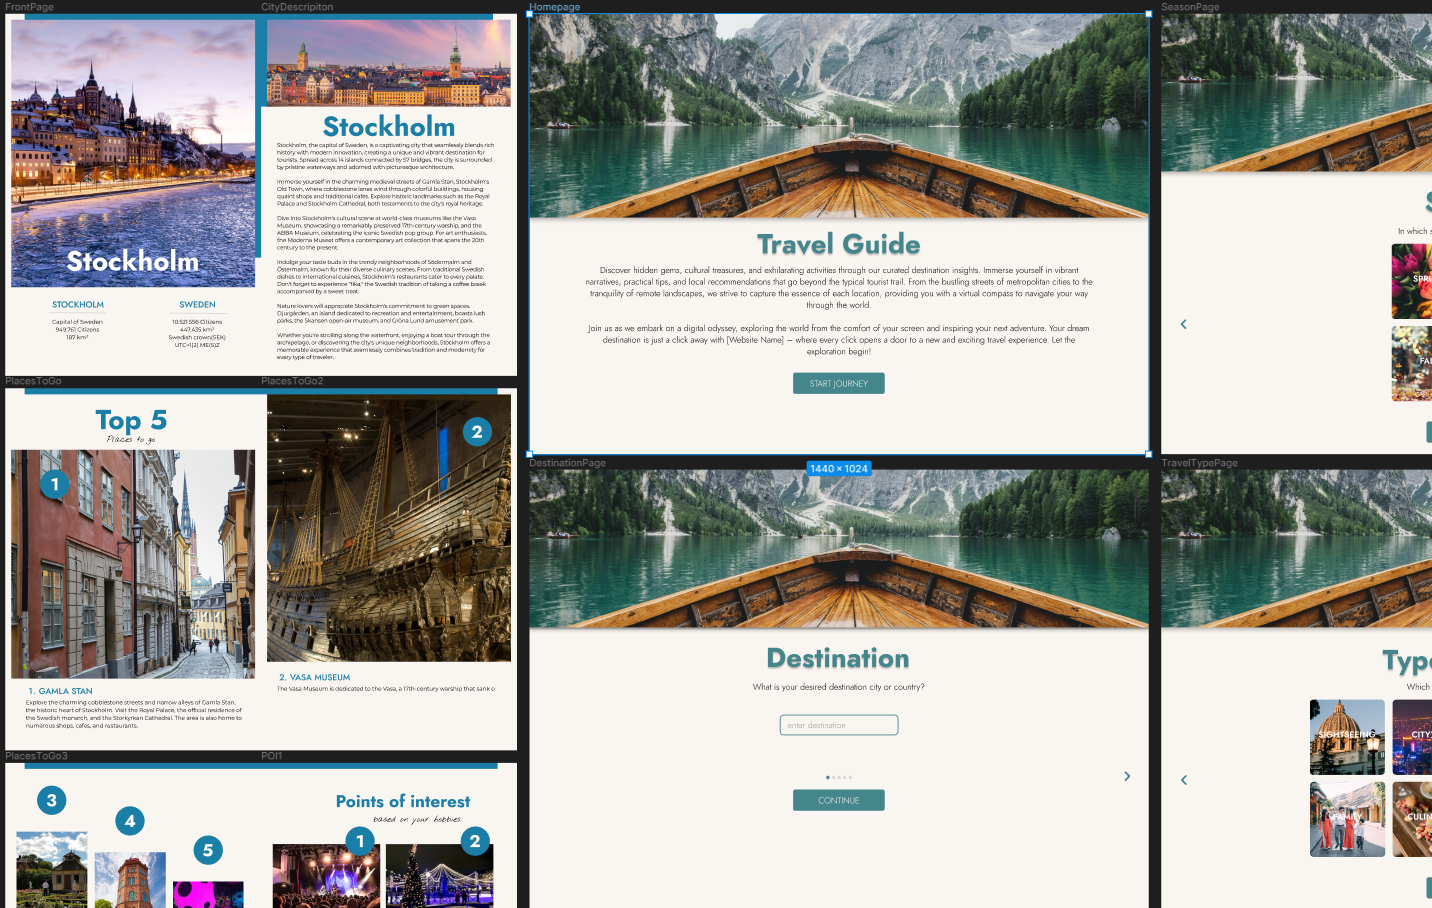 FrontPage
CityDescripiton
Stockholm
STOCKHOLM
Capital of Sweden
949.761 Citizens
187 km²
SWEDEN
10.521.556 Citizens
447.435 km²
Swedish crown(SEK)
UTC+1[2] ME(S)Z
Stockholm
Stockholm, the capital of Sweden, is a captivating city that seamlessly blends rich
history with modern innovation, creating a unique and vibrant destination for
tourists. Spread across 14 islands connected by 57 bridges, the city is surrounded
by pristine waterways and adorned with picturesque architecture.
Immerse yourself in the charming medieval streets of Gamla Stan, Stockholm's
Old Town, where cobblestone lanes wind through colorful buildings, housing
quaint shops and traditional cafes. Explore historic landmarks such as the Royal
Palace and Stockholm Cathedral, both testaments to the city's royal heritage.
Dive into Stockholm's cultural scene at world-class museums like the Vasa
Museum, showcasing a remarkably preserved 17th-century warship, and the
ABBA Museum, celebrating the iconic Swedish pop group. For art enthusiasts,
the Moderna Museet offers a contemporary art collection that spans the 20th
century to the present.
Indulge your taste buds in the trendy neighborhoods of Södermalm and
Östermalm, known for their diverse culinary scenes. From traditional Swedish
dishes to international cuisines, Stockholm's restaurants cater to every palate.
Don't forget to experience "fika," the Swedish tradition of taking a coffee break
accompanied by a sweet treat.
Nature lovers will appreciate Stockholm's commitment to green spaces.
Djurgården, an island dedicated to recreation and entertainment, boasts lush
parks, the Skansen open-air museum, and Gröna Lund amusement park.
Whether you're strolling along the waterfront, enjoying a boat tour through the
archipelago, or discovering the city's unique neighborhoods, Stockholm offers a
memorable experience that seamlessly combines tradition and modernity for
every type of traveler.
PlacesToGo
PlacesToGo2
Top 5
Places to go
1
1. GAMLA STAN
Explore the charming cobblestone streets and narrow alleys of Gamla Stan,
the historic heart of Stockholm. Visit the Royal Palace, the official residence of
the Swedish monarch, and the Storkyrkan Cathedral. The area is also home to
numerous shops, cafes, and restaurants.
2
2. VASA MUSEUM
The Vasa Museum is dedicated to the Vasa, a 17th-century warship that sank o
PlacesToGo3
POI1
3
4
5
Points of interest
based on your hobbies
1
2
Homepage
Travel Guide
Discover hidden gems, cultural treasures, and exhilarating activities through our curated destination insights. Immerse yourself in vibrant
narratives, practical tips, and local recommendations that go beyond the typical tourist trail. From the bustling streets of metropolitan cities to the
tranquility of remote landscapes, we strive to capture the essence of each location, providing you with a virtual compass to navigate your way
through the world.
Join us as we embark on a digital odyssey, exploring the world from the comfort of your screen and inspiring your next adventure. Your dream
destination is just a click away with [Website Name] – where every click opens a door to a new and exciting travel experience. Let the
exploration begin!
START JOURNEY
1440 × 1024
DestinationPage
Destination
What is your desired destination city or country?
enter destination
CONTINUE
SeasonPage
S
In which s
SPRI
FAL
TravelTypePage
Type
Which
SIGHTSEEING
CITY
FAMILY
CULIN